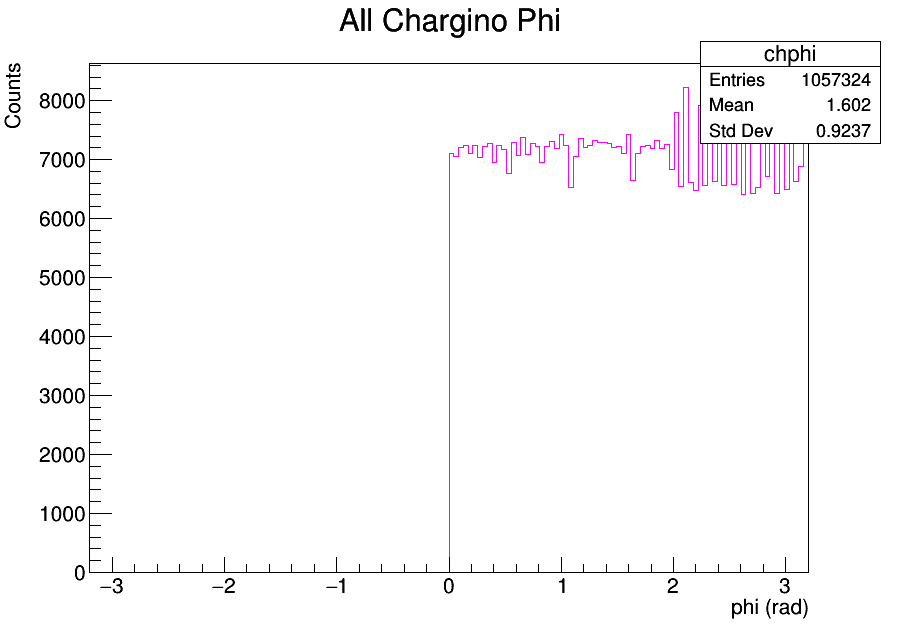 All Chargino Phi
chphi
Entries 1057324
Mean 1.602
Std Dev 0.9237
Counts
8000
7000
6000
5000
4000
3000
2000
1000
0
−3 −2 −1 0 1 2 3
phi (rad)